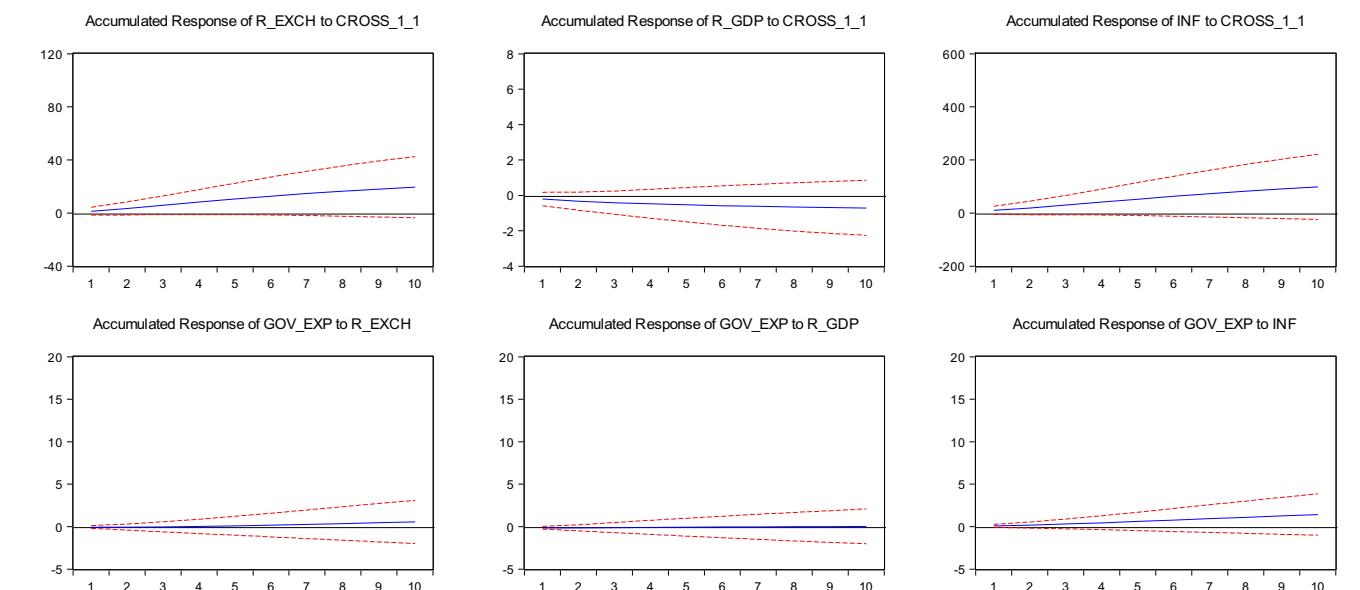 Accumulated Response of R_EXCH to CROSS_1_1
120
80
40
0
-40
1 2 3 4 5 6 7 8 9 10
Accumulated Response of R_GDP to CROSS_1_1
8
6
4
2
0
-2
-4
1 2 3 4 5 6 7 8 9 10
Accumulated Response of INF to CROSS_1_1
600
400
200
0
-200
1 2 3 4 5 6 7 8 9 10
Accumulated Response of GOV_EXP to R_EXCH
20
15
10
5
0
-5
1 2 3 4 5 6 7 8 9 10
Accumulated Response of GOV_EXP to R_GDP
20
15
10
5
0
-5
1 2 3 4 5 6 7 8 9 10
Accumulated Response of GOV_EXP to INF
20
15
10
5
0
-5
1 2 3 4 5 6 7 8 9 10